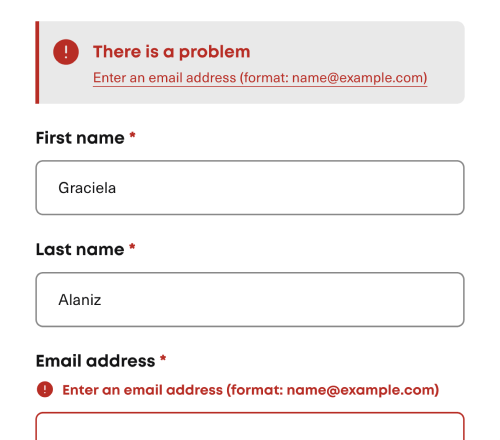 There is a problem
Enter an email address (format: name@example.com)
First name *
Graciela
Last name *
Alaniz
Email address *
Enter an email address (format: name@example.com)